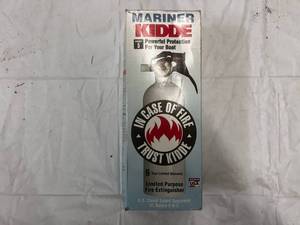 MARINER
KIDDE
Powerful Protection
For Your Boat
IN CASE OF FIRE
TRUST KIDDE
Limited Purpose
Fire Extinguisher